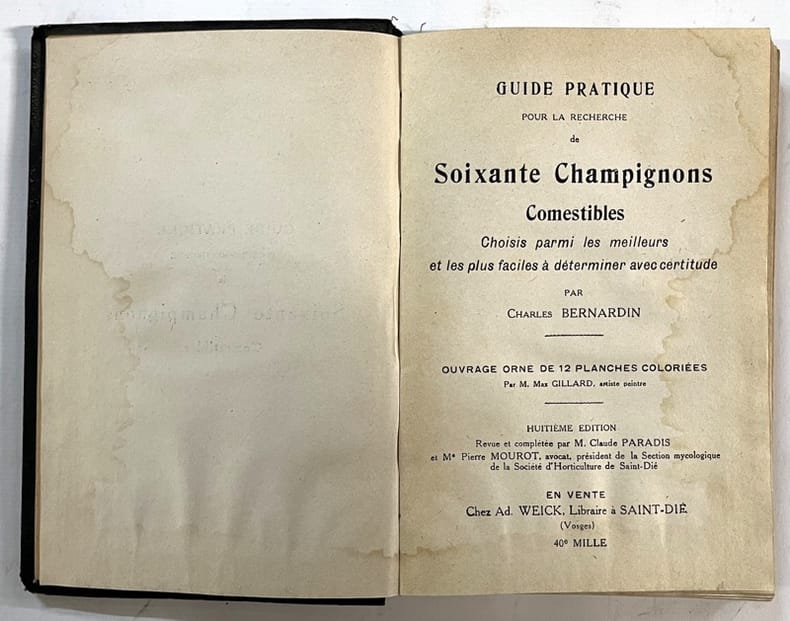 GUIDE PRATIQUE
POUR LA RECHERCHE
de
Soixante Champignons
Comestibles
Choisis parmi les meilleurs
et les plus faciles à déterminer avec certitude
PAR
CHARLES BERNARDIN
OUVRAGE ORNE DE 12 PLANCHES COLORIÉES
Par M. Max GILLARD, artiste peintre
HUITIÈME EDITION
Revue et complétée par M. Claude PARADIS
et Me Pierre MOUROT, avocat, président de la Section mycologique
de la Société d'Horticulture de Saint-Dié
EN VENTE
Chez Ad. WEICK, Libraire à SAINT-DIÉ
(Vosges)
40e MILLE